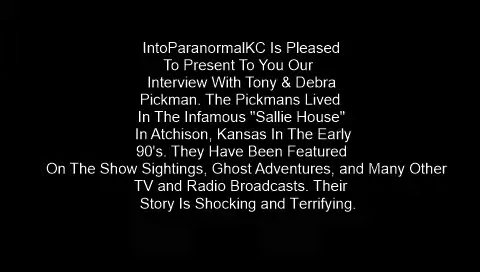 IntoParanormalKC Is Pleased
To Present To You Our
Interview With Tony & Debra
Pickman. The Pickmans Lived
In The Infamous "Sallie House"
In Atchison, Kansas In The Early
90's. They Have Been Featured
On The Show Sightings, Ghost Adventures, and Many Other
TV and Radio Broadcasts. Their
Story Is Shocking and Terrifying.